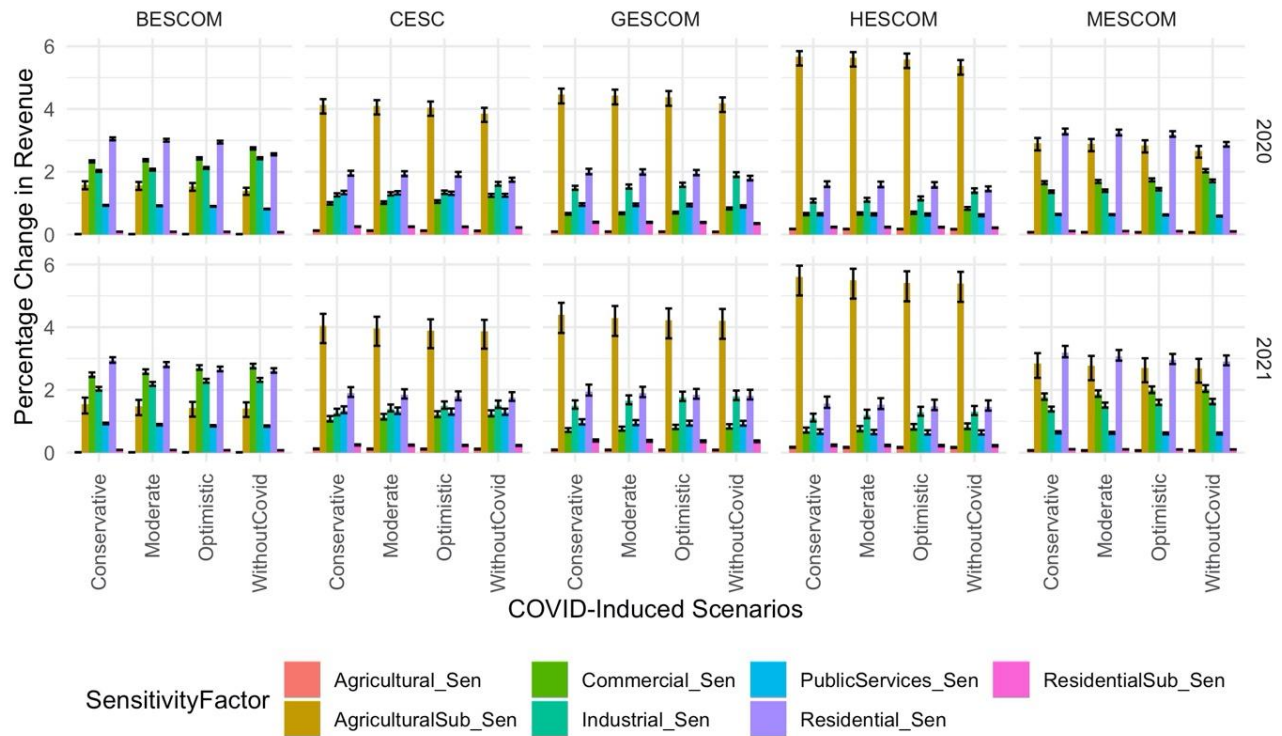 BESCOM CESC GESCOM HESCOM MESCOM
Percentage Change in Revenue
6
4
2
0
2020
6
4
2
0
2021
Conservative Moderate Optimistic WithoutCovid Conservative Moderate Optimistic WithoutCovid Conservative Moderate Optimistic WithoutCovid Conservative Moderate Optimistic WithoutCovid Conservative Moderate Optimistic WithoutCovid
COVID-Induced Scenarios
SensitivityFactor
Agricultural_Sen Commercial_Sen PublicServices_Sen ResidentialSub_Sen
AgriculturalSub_Sen Industrial_Sen Residential_Sen